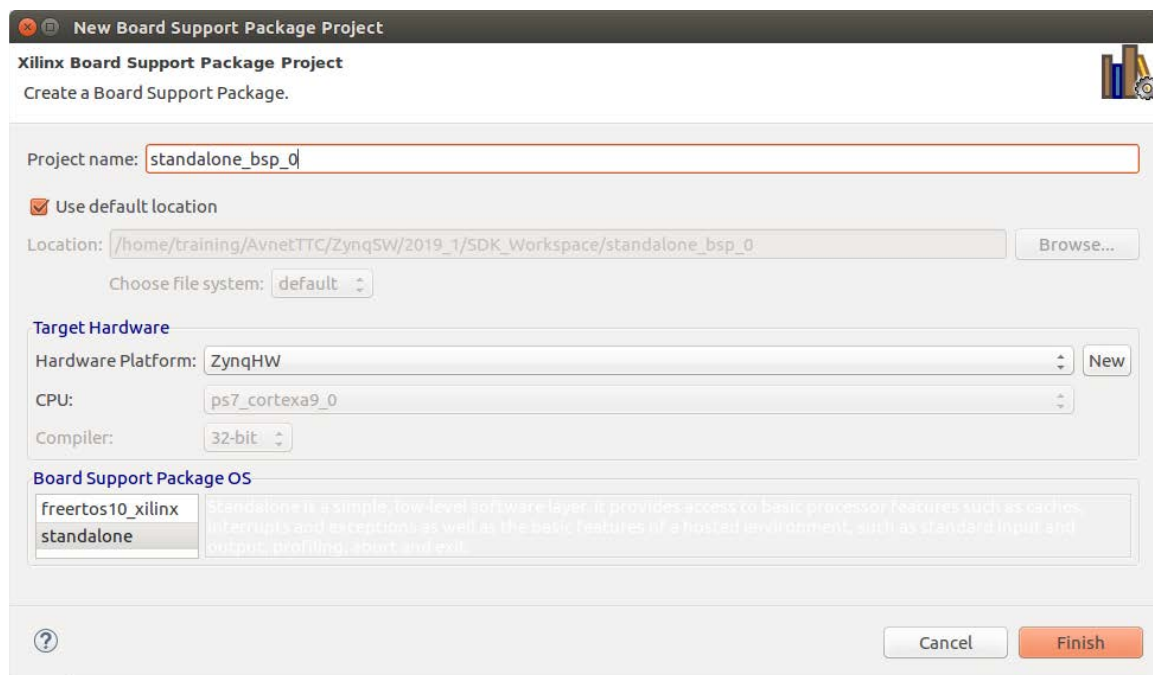 New Board Support Package Project
Xilinx Board Support Package Project
Create a Board Support Package.
Project name: standalone_bsp_0
Use default location
Location: /home/training/AvnetTTC/ZynqSW/2019_1/SDK_Workspace/standalone_bsp_0 Browse...
Choose file system: default
Target Hardware
Hardware Platform: ZynqHW New
CPU: ps7_cortexa9_0
Compiler: 32-bit
Board Support Package OS
freertos10_xilinx
standalone
Standalone is a simple, low-level software layer. It provides access to basic processor features such as caches,
interrupts and exceptions as well as the basic features of a hosted environment, such as standard input and
output, profiling, abort and exit.
? Cancel Finish